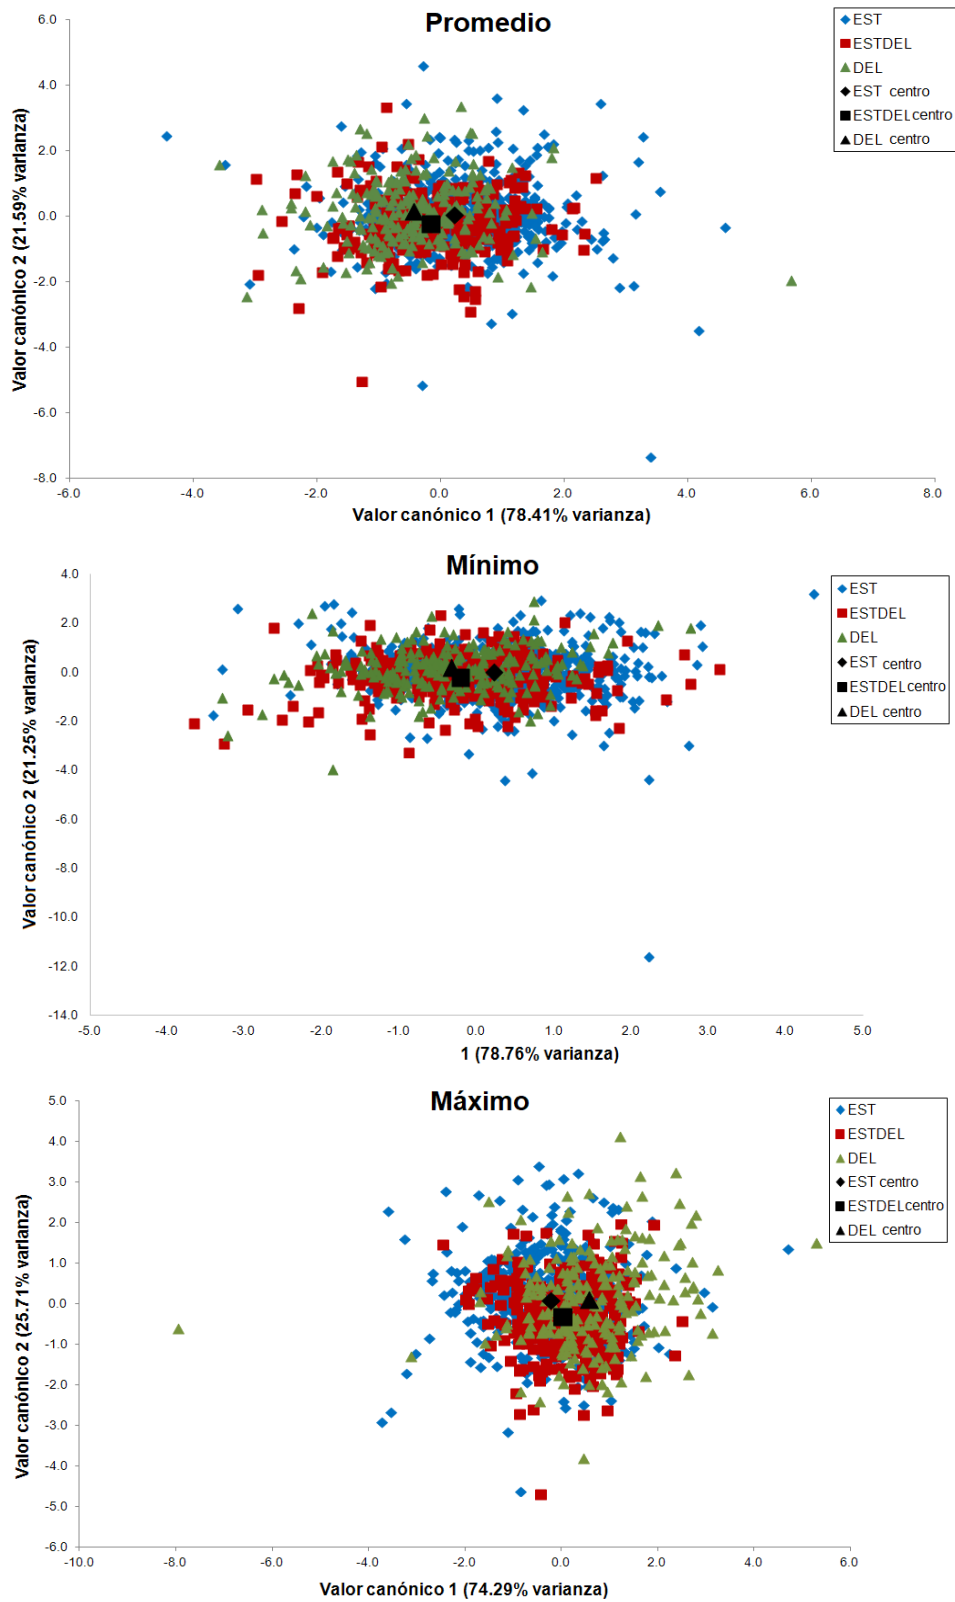 Promedio
6.0
4.0
2.0
0.0
-2.0
-4.0
-6.0
-8.0
-6.0 -4.0 -2.0 0.0 2.0 4.0 6.0 8.0
Valor canónico 2 (21.59% varianza)
Valor canónico 1 (78.41% varianza)
EST
ESTDEL
DEL
EST centro
ESTDEL centro
DEL centro
Mínimo
4.0
2.0
0.0
-2.0
-4.0
-6.0
-8.0
-10.0
-12.0
-14.0
-5.0 -4.0 -3.0 -2.0 -1.0 0.0 1.0 2.0 3.0 4.0 5.0
Valor canónico 2 (21.25% varianza)
1 (78.76% varianza)
EST
ESTDEL
DEL
EST centro
ESTDEL centro
DEL centro
Máximo
5.0
4.0
3.0
2.0
1.0
0.0
-1.0
-2.0
-3.0
-4.0
-5.0
-6.0
-10.0 -8.0 -6.0 -4.0 -2.0 0.0 2.0 4.0 6.0
Valor canónico 2 (25.71% varianza)
Valor canónico 1 (74.29% varianza)
EST
ESTDEL
DEL
EST centro
ESTDEL centro
DEL centro